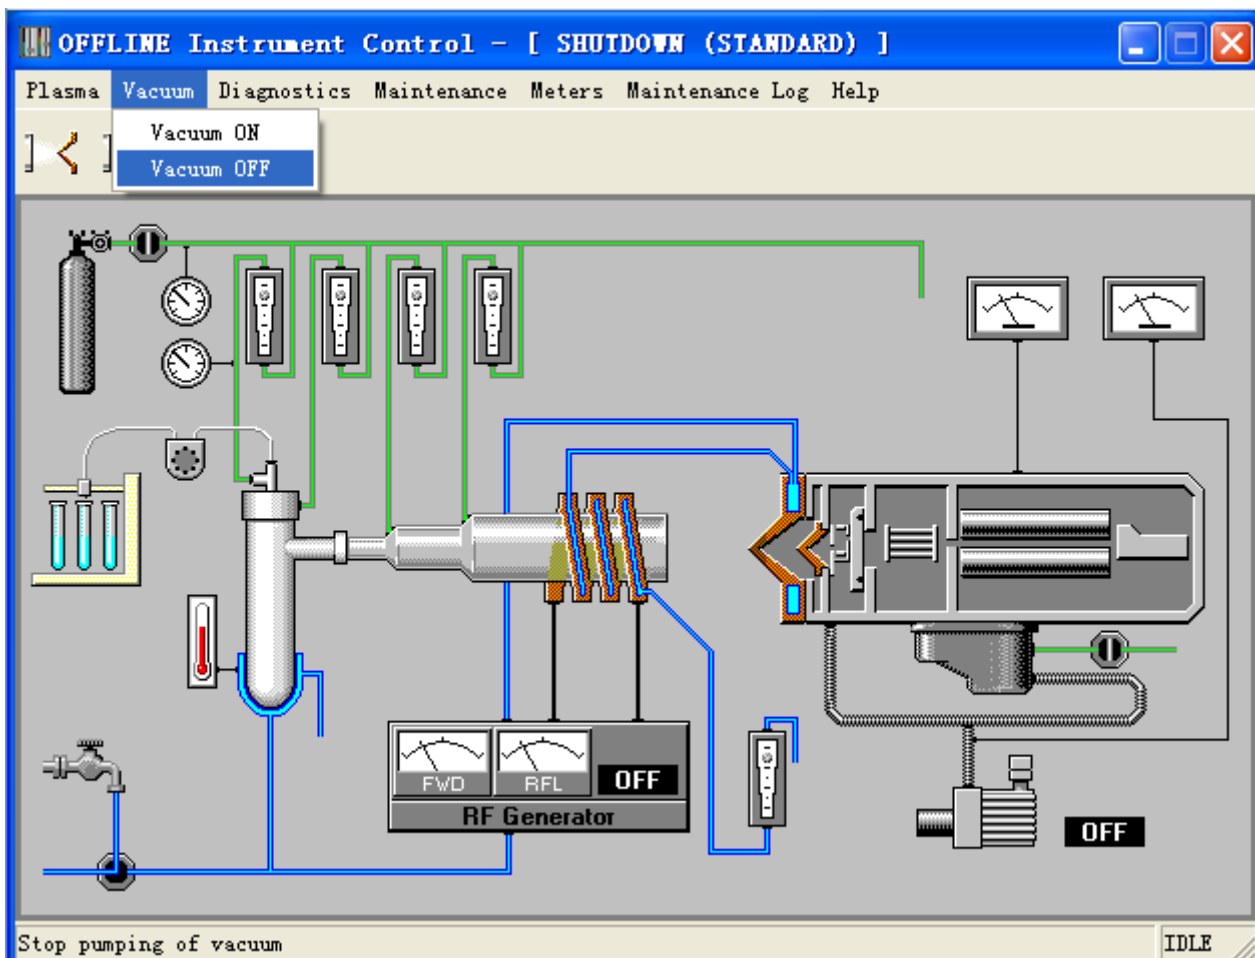 OFFLINE Instrument Control - [ SHUTDOWN (STANDARD) ]
Plasma Vacuum Diagnostics Maintenance Meters Maintenance Log Help
Vacuum ON
Vacuum OFF
FWD RFL OFF
RF Generator
OFF
Stop pumping of vacuum IDLE